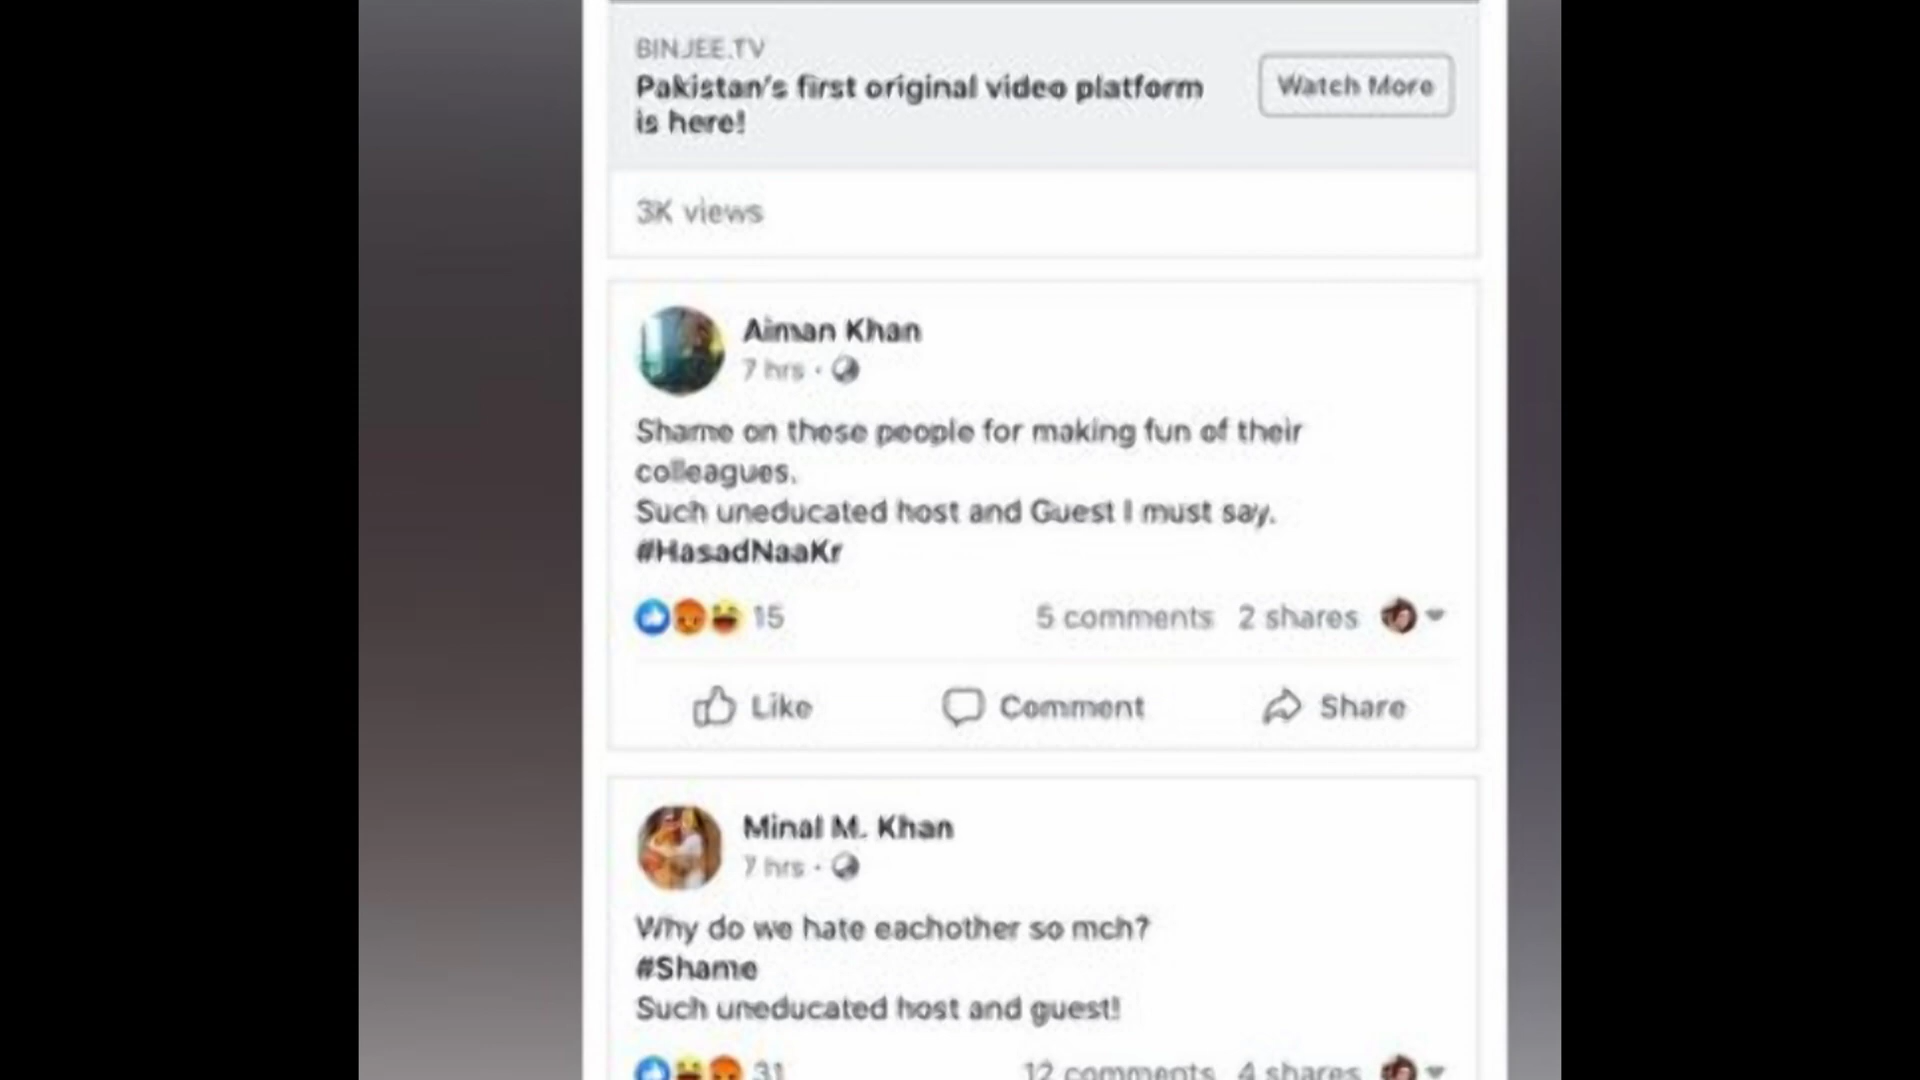 BINJEE.TV
Pakistan's first original video platform
is here!
Watch More
3K views
Aiman Khan
7 hrs ·
Shame on these people for making fun of their
colleagues.
Such uneducated host and Guest I must say.
#HasadNaaKr
15
5 comments 2 shares
Like
Comment
Share
Minal M. Khan
7 hrs ·
Why do we hate eachother so mch?
#Shame
Such uneducated host and guest!
31
12 comments 4 shares